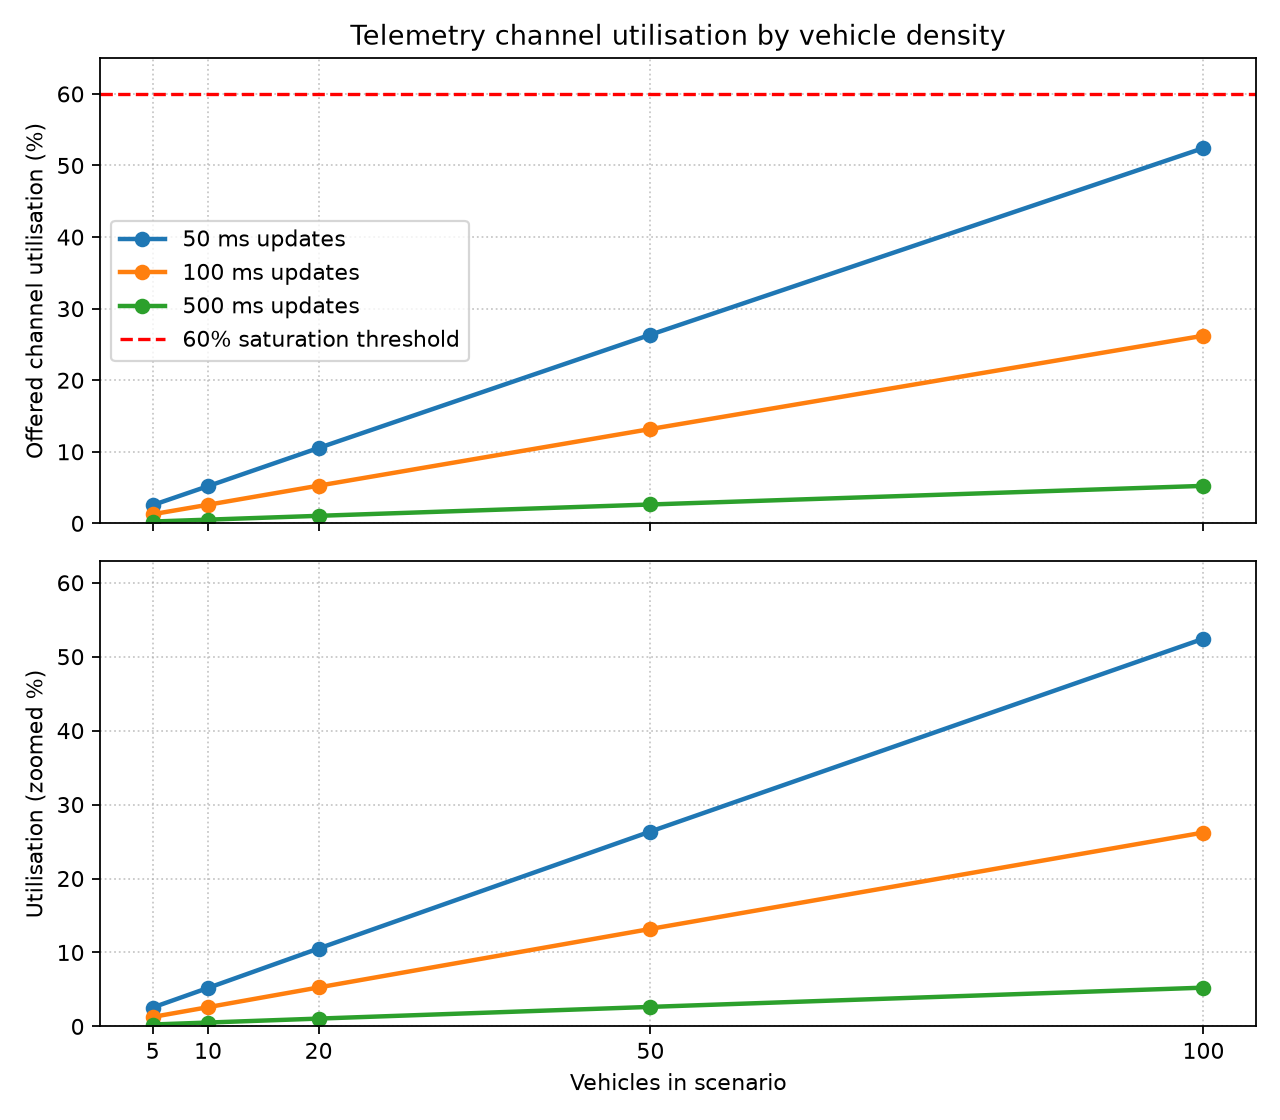 Telemetry channel utilisation by vehicle density
Offered channel utilisation (%)
60
50
40
30
20
10
0
50 ms updates
100 ms updates
500 ms updates
60% saturation threshold
Utilisation (zoomed %)
60
50
40
30
20
10
0
5 10 20 50 100
Vehicles in scenario